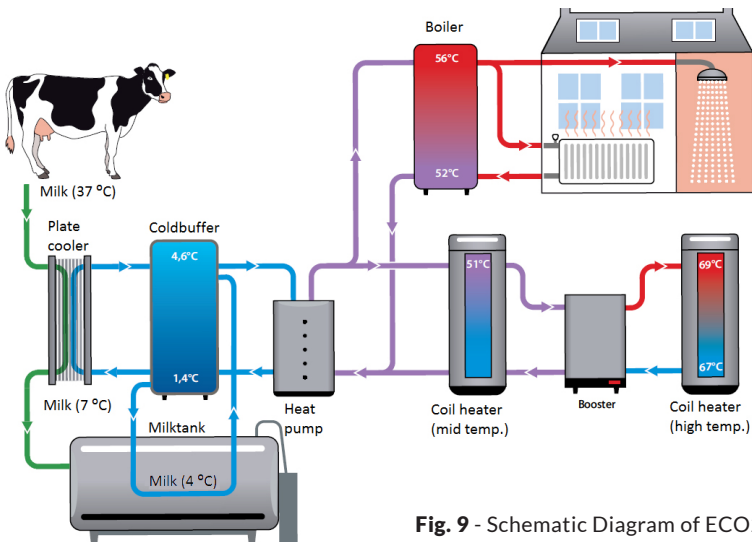 Boiler
56°C
52°C
Milk (37 °C)
Plate
cooler
Coldbuffer
4,6°C
1,4°C
Milk (7 °C)
Heat
pump
51°C
Coil heater
(mid temp.)
Booster
69°C
67°C
Coil heater
(high temp.)
Milktank
Milk (4 °C)
Fig. 9 - Schematic Diagram of ECO